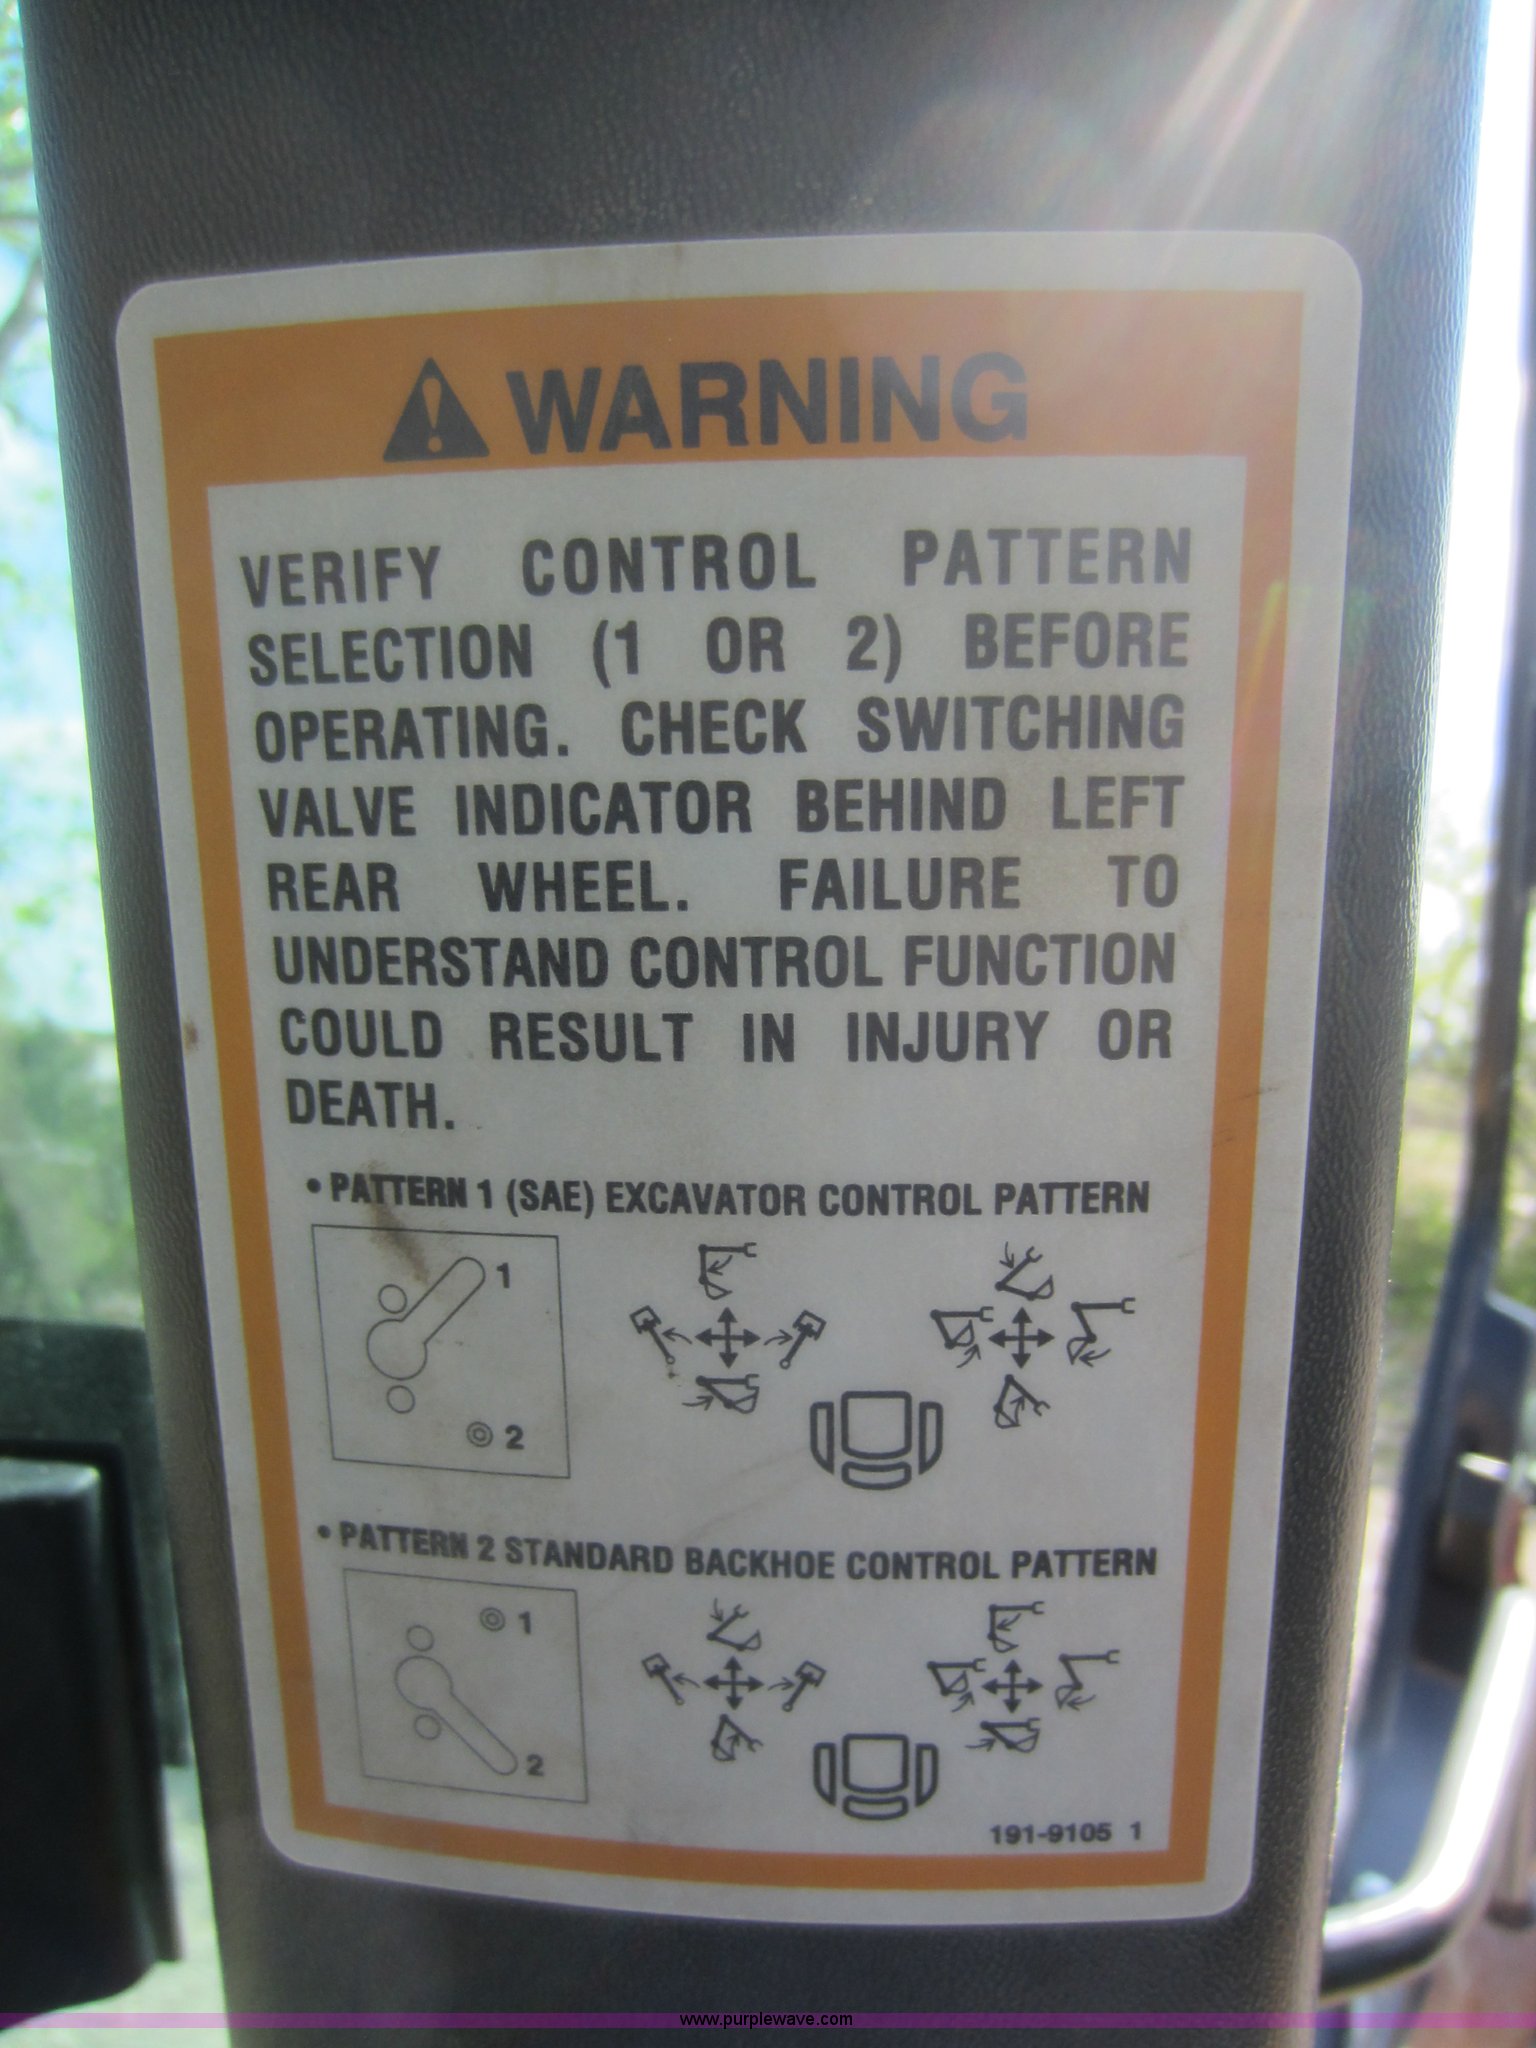 WARNING
VERIFY CONTROL PATTERN
SELECTION (1 OR 2) BEFORE
OPERATING. CHECK SWITCHING
VALVE INDICATOR BEHIND LEFT
REAR WHEEL. FAILURE TO
UNDERSTAND CONTROL FUNCTION
COULD RESULT IN INJURY OR
DEATH.
• PATTERN 1 (SAE) EXCAVATOR CONTROL PATTERN
1
2
• PATTERN 2 STANDARD BACKHOE CONTROL PATTERN
1
2
191-9105 1
www.purplewave.com